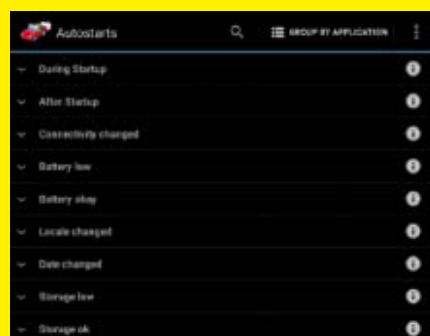 Autostarts
GROUP BY APPLICATION
During Startup
After Startup
Connectivity changed
Battery low
Battery okay
Locale changed
Date changed
Storage low
Storage ok